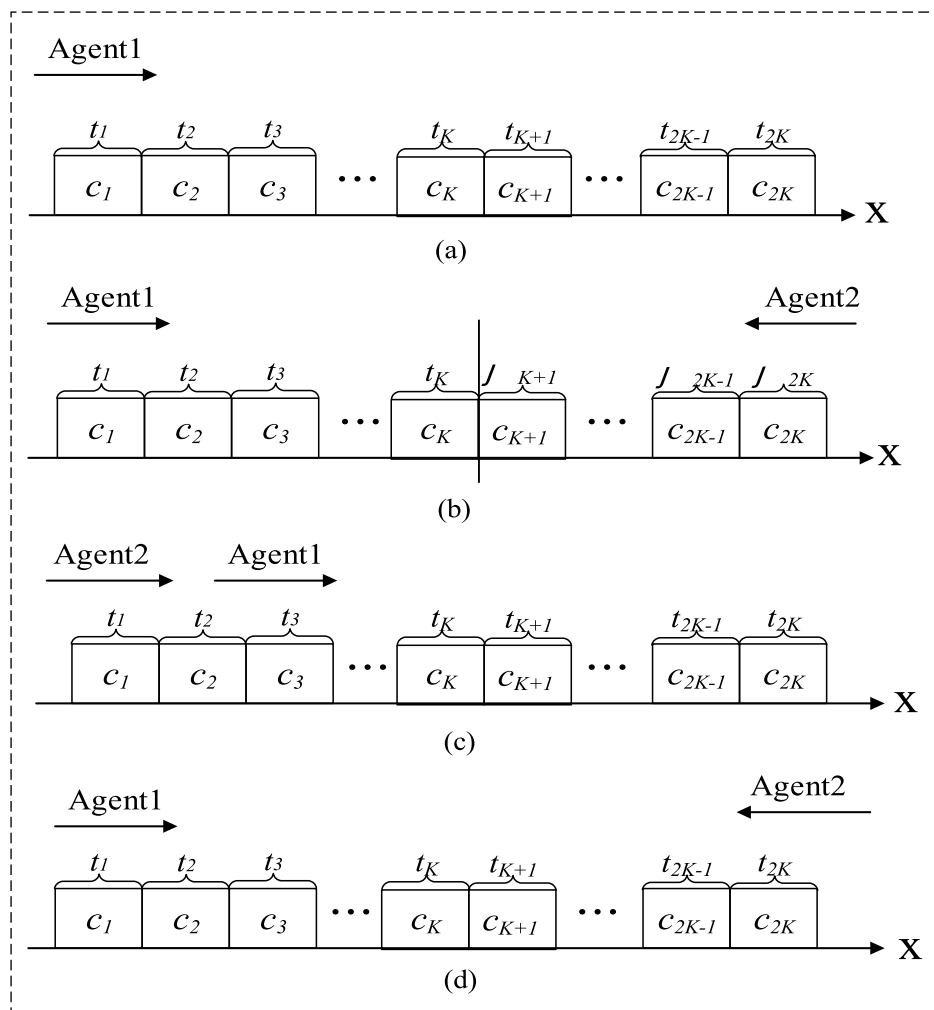 Agent1
t1 t2 t3 tK tK+1 t2K-1 t2K
c1 c2 c3 ... cK cK+1 ... c2K-1 c2K
X
(a)
Agent1 Agent2
t1 t2 t3 tK J K+1 J 2K-1 J 2K
c1 c2 c3 ... cK cK+1 ... c2K-1 c2K
X
(b)
Agent2 Agent1
t1 t2 t3 tK tK+1 t2K-1 t2K
c1 c2 c3 ... cK cK+1 ... c2K-1 c2K
X
(c)
Agent1 Agent2
t1 t2 t3 tK tK+1 t2K-1 t2K
c1 c2 c3 ... cK cK+1 ... c2K-1 c2K
X
(d)